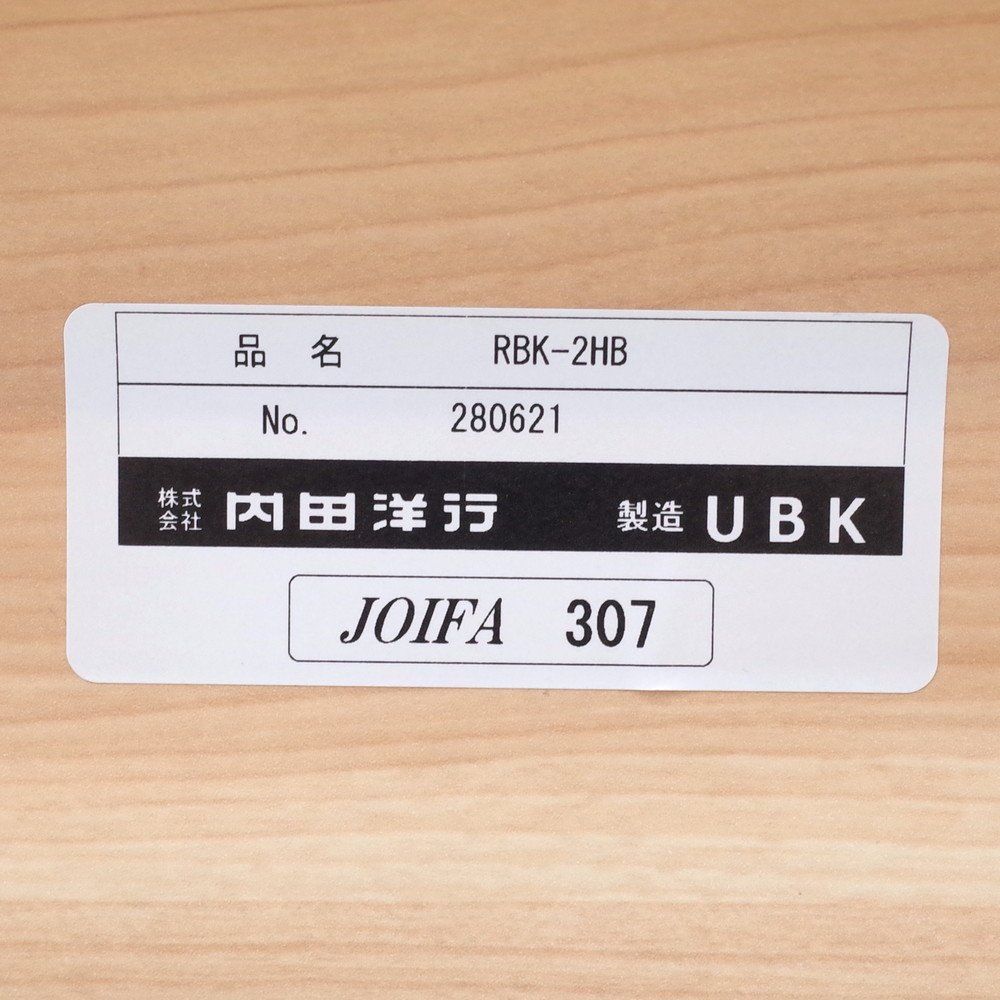 品 名 RBK-2HB
No. 280621
株式会社 内田洋行 製造 UBK
JOIFA 307